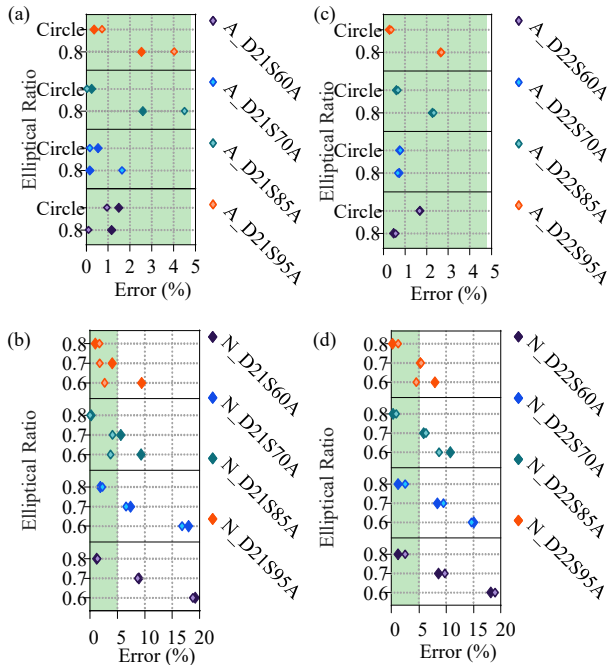 (a)
Elliptical Ratio
Circle
0.8
Circle
0.8
Circle
0.8
Circle
0.8
0 1 2 3 4 5
Error (%)
A_D21S60A
A_D21S70A
A_D21S85A
A_D21S95A
(c)
Elliptical Ratio
Circle
0.8
Circle
0.8
Circle
0.8
Circle
0.8
0 1 2 3 4 5
Error (%)
A_D22S60A
A_D22S70A
A_D22S85A
A_D22S95A
(b)
Elliptical Ratio
0.8
0.7
0.6
0.8
0.7
0.6
0.8
0.7
0.6
0.8
0.7
0.6
0 5 10 15 20
Error (%)
N_D21S60A
N_D21S70A
N_D21S85A
N_D21S95A
(d)
Elliptical Ratio
0.8
0.7
0.6
0.8
0.7
0.6
0.8
0.7
0.6
0.8
0.7
0.6
0 5 10 15 20
Error (%)
N_D22S60A
N_D22S70A
N_D22S85A
N_D22S95A